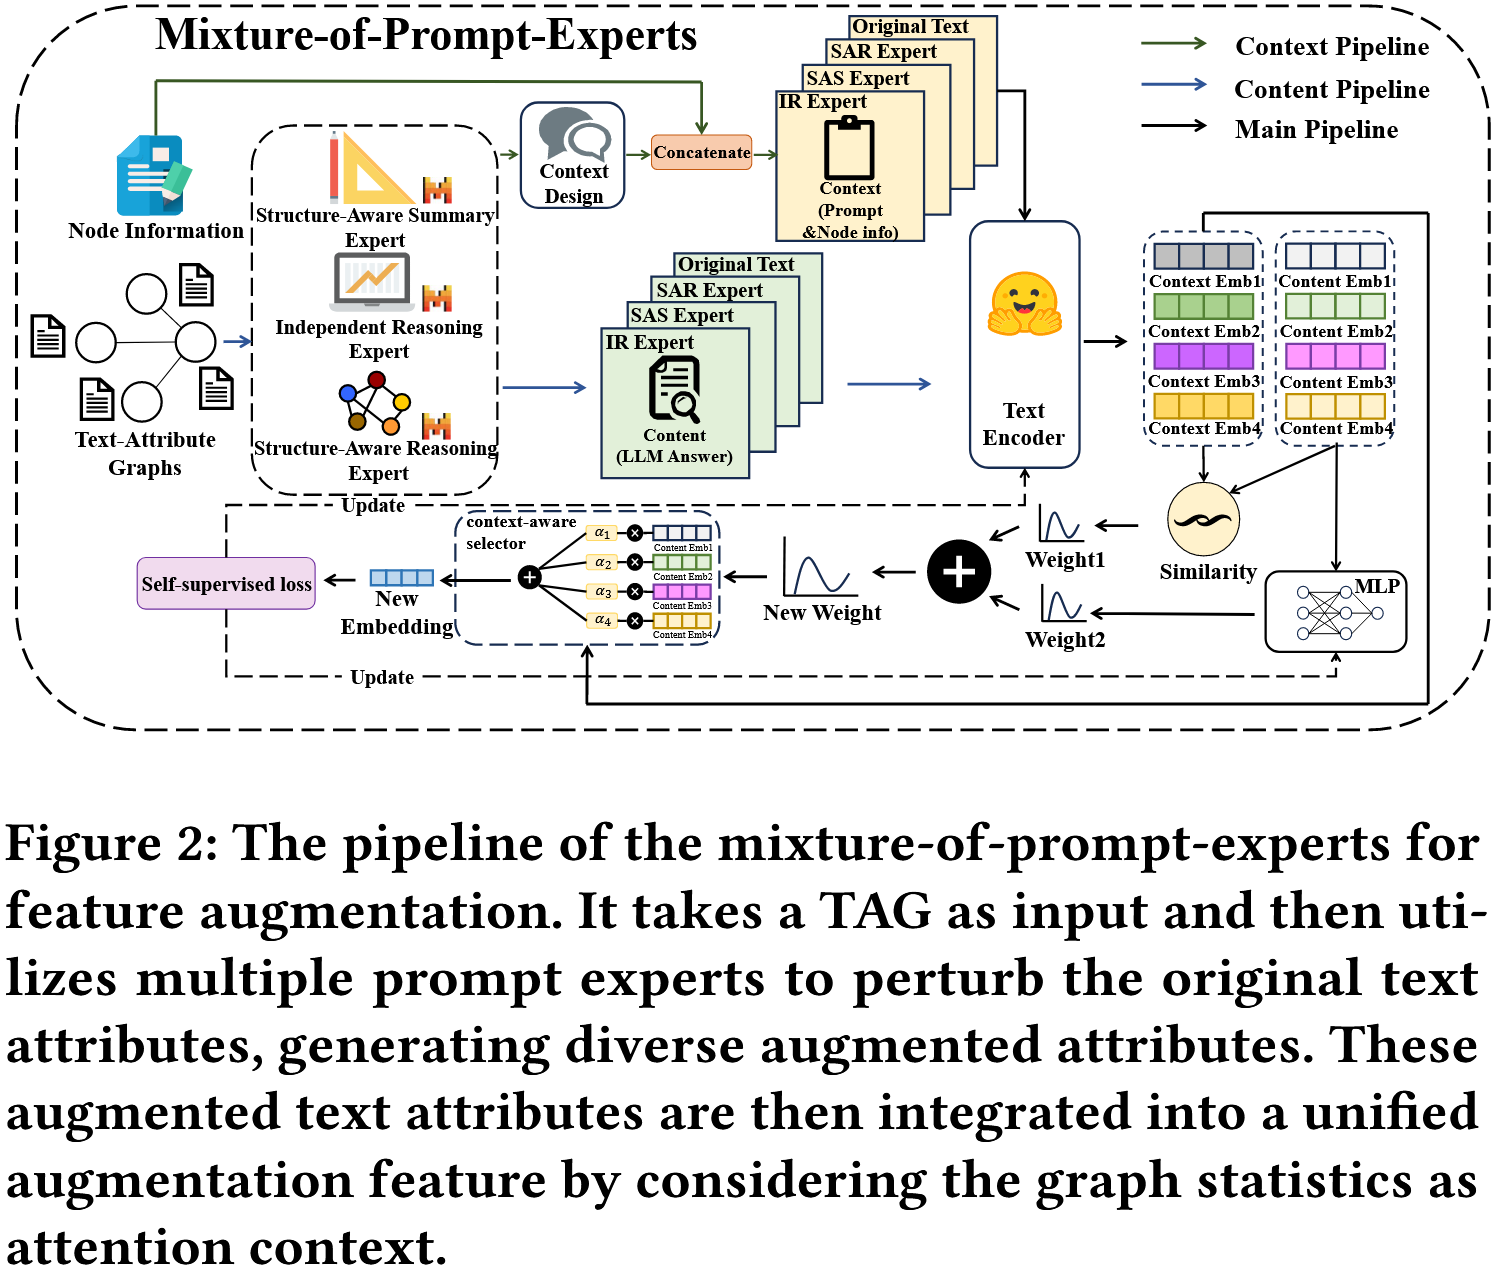 Mixture-of-Prompt-Experts
Context Pipeline
Content Pipeline
Main Pipeline
Node Information
Text-Attribute
Graphs
Structure-Aware Summary
Expert
Independent Reasoning
Expert
Structure-Aware Reasoning
Expert
Context
Design
Concatenate
Original Text
SAR Expert
SAS Expert
IR Expert
Context
(Prompt
&Node info)
Original Text
SAR Expert
SAS Expert
IR Expert
Content
(LLM Answer)
Text
Encoder
Context Emb1
Context Emb2
Context Emb3
Context Emb4
Content Emb1
Content Emb2
Content Emb3
Content Emb4
Similarity
MLP
Weight1
Weight2
New Weight
context-aware
selector
α1
α2
α3
α4
Content Emb1
Content Emb2
Content Emb3
Content Emb4
New
Embedding
Self-supervised loss
Update
Update
Figure 2: The pipeline of the mixture-of-prompt-experts for
feature augmentation. It takes a TAG as input and then uti-
lizes multiple prompt experts to perturb the original text
attributes, generating diverse augmented attributes. These
augmented text attributes are then integrated into a unified
augmentation feature by considering the graph statistics as
attention context.